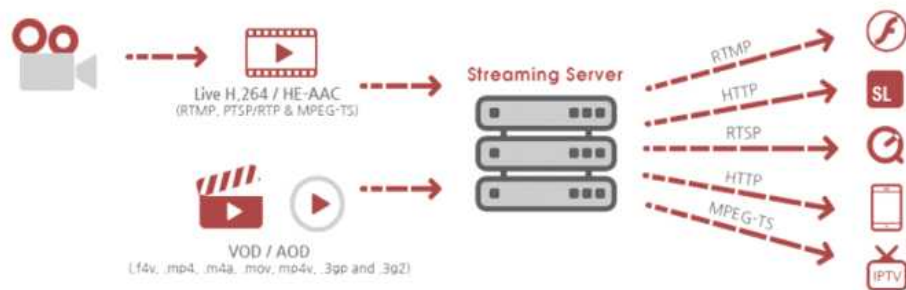 Live H.264 / HE-AAC
(RTMP, PTSP/RTP & MPEG-TS)
VOD / AOD
(.f4v, .mp4, .m4a, .mov, mp4v, .3gp and .3g2)
Streaming Server
RTMP
HTTP
RTSP
HTTP
MPEG-TS
SL
IPTV